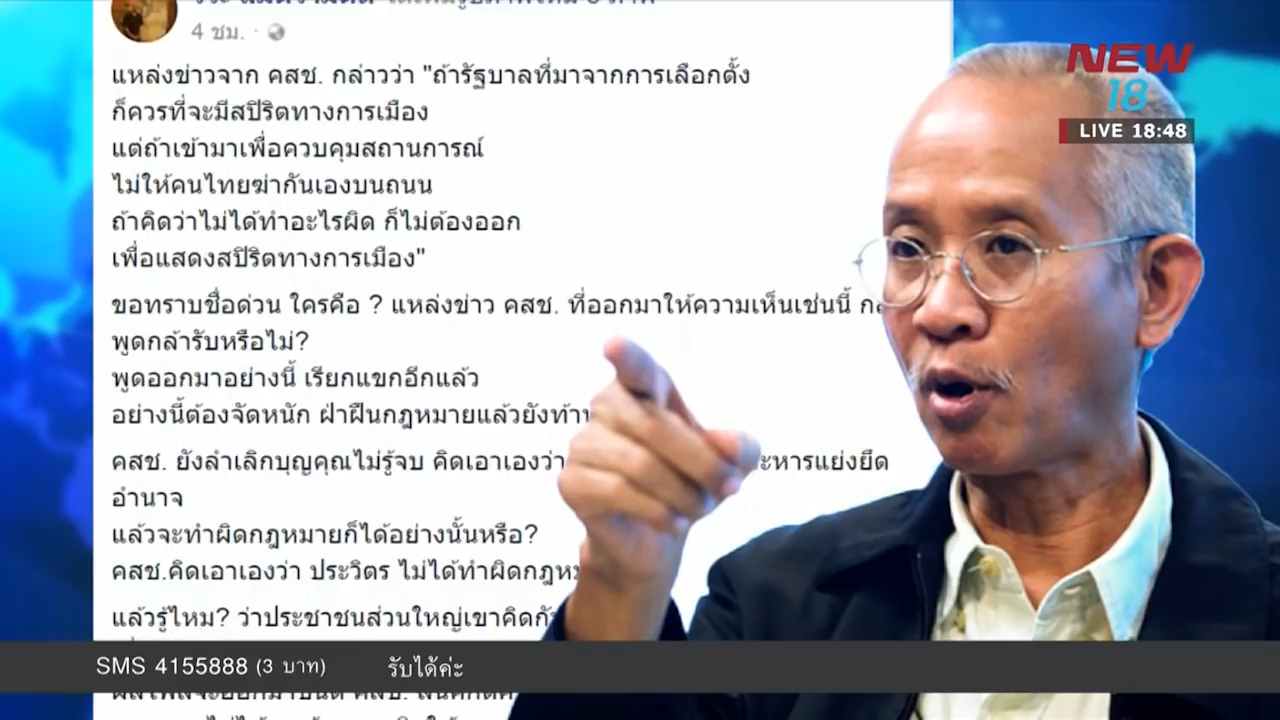 4 ชม. ·
NEW
18
LIVE 18:48
แหล่งข่าวจาก คสช. กล่าวว่า "ถ้ารัฐบาลที่มาจากการเลือกตั้ง
ก็ควรที่จะมีสปิริตทางการเมือง
แต่ถ้าเข้ามาเพื่อควบคุมสถานการณ์
ไม่ให้คนไทยฆ่ากันเองบนถนน
ถ้าคิดว่าไม่ได้ทำอะไรผิด ก็ไม่ต้องออก
เพื่อแสดงสปิริตทางการเมือง"
ขอทราบชื่อด่วน ใครคือ ? แหล่งข่าว คสช. ที่ออกมาให้ความเห็นเช่นนี้
พูดกล้ารับหรือไม่?
พูดออกมาอย่างนี้ เรียกแขกอีกแล้ว
อย่างนี้ต้องจัดหนัก ฝ่าฝืนกฎหมายแล้วยัง
คสช. ยังลำเลิกบุญคุณไม่รู้จบ คิดเอาเองว่า หารแย่งยึด
อำนาจ
แล้วจะทำผิดกฎหมายก็ได้อย่างนั้นหรือ?
คสช.คิดเอาเองว่า ประวิตร ไม่ได้ทำผิด
แล้วรู้ไหม? ว่าประชาชนส่วนใหญ่เขาคิด
SMS 4155888 (3 บาท) รับได้ค่ะ